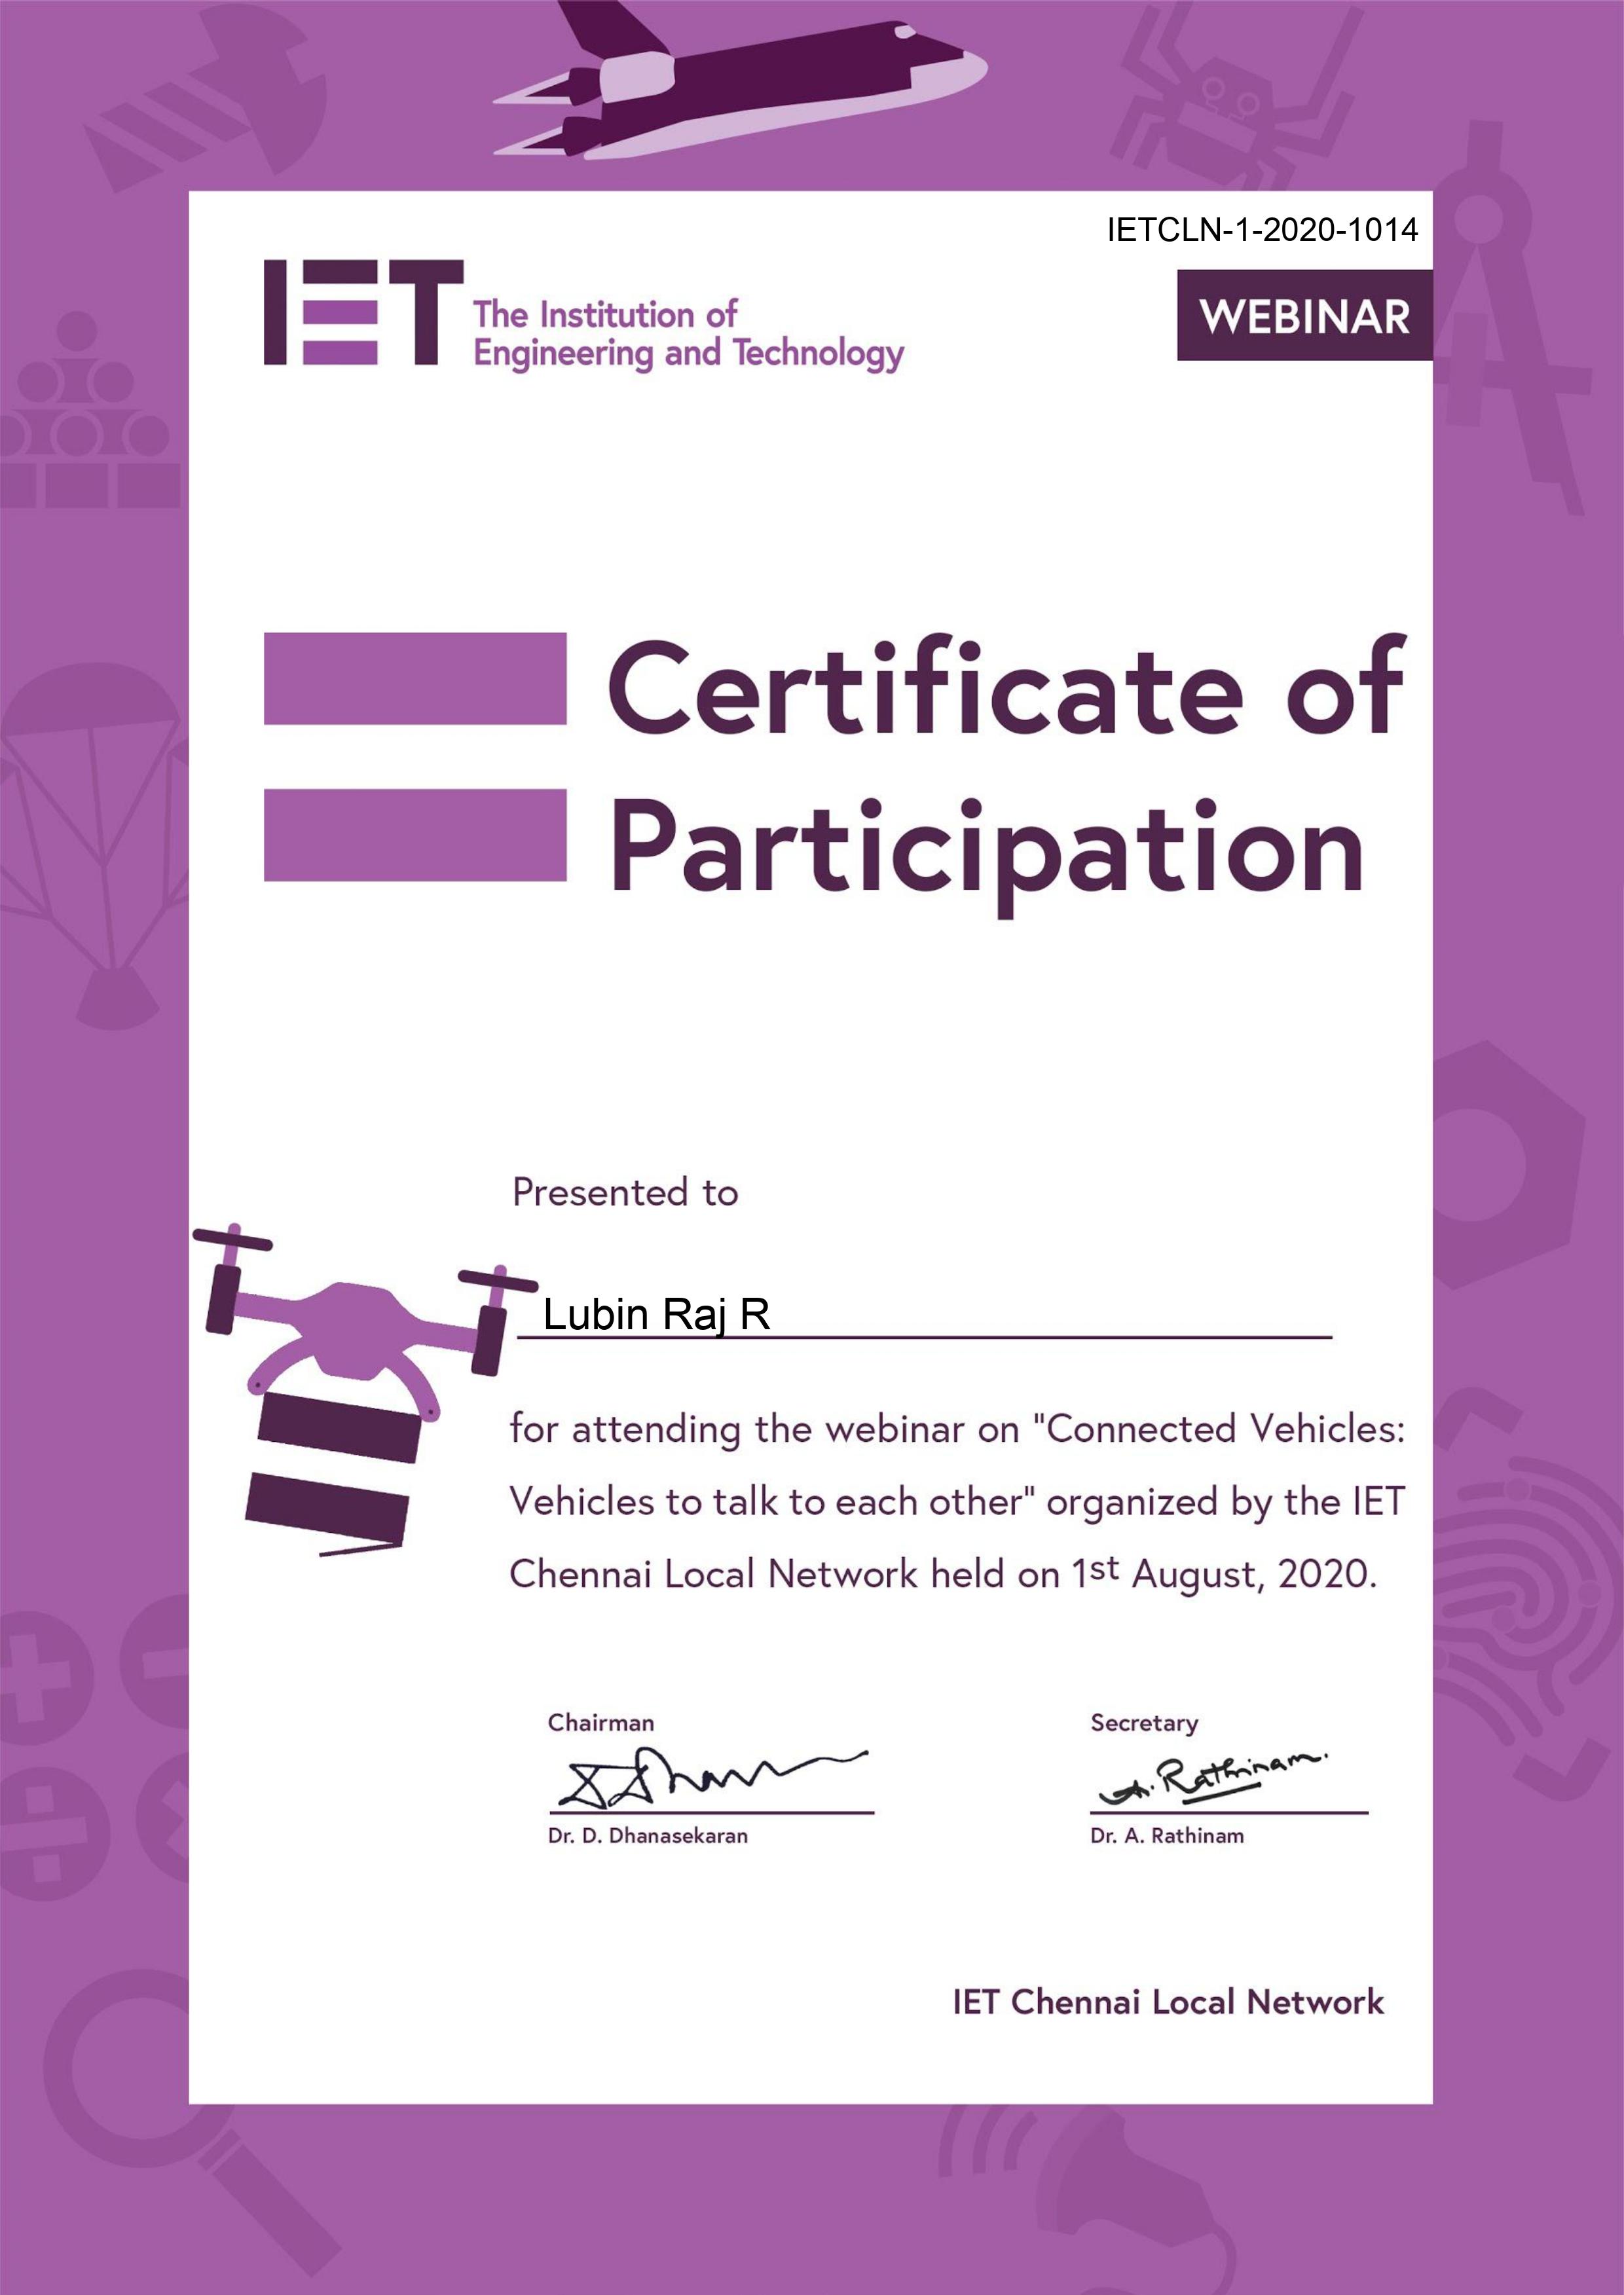 IETCLN-1-2020-1014
IET
The Institution of
Engineering and Technology
WEBINAR
Certificate of
Participation
Presented to
Lubin Raj R
for attending the webinar on "Connected Vehicles:
Vehicles to talk to each other" organized by the IET
Chennai Local Network held on 1st August, 2020.
Chairman
Secretary
A. Rathinam.
Dr. D. Dhanasekaran
Dr. A. Rathinam
IET Chennai Local Network